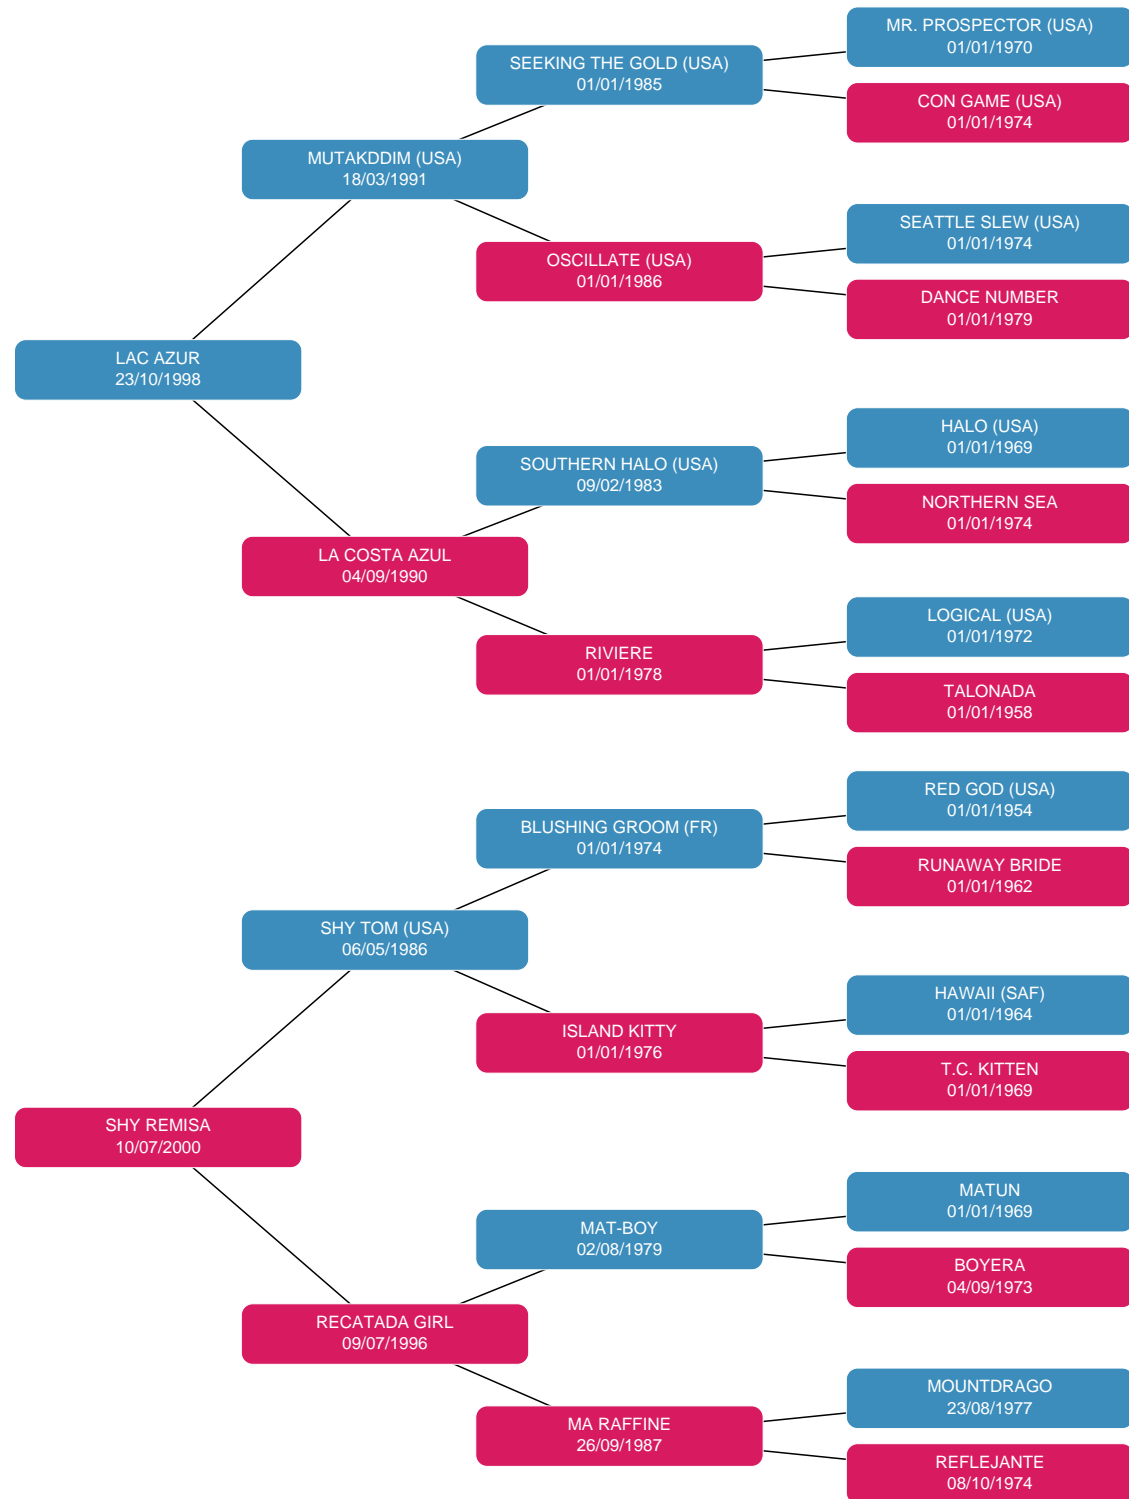 MR. PROSPECTOR (USA)
01/01/1970
SEEKING THE GOLD (USA)
01/01/1985
CON GAME (USA)
01/01/1974
MUTAKDDIM (USA)
18/03/1991
SEATTLE SLEW (USA)
01/01/1974
OSCILLATE (USA)
01/01/1986
DANCE NUMBER
01/01/1979
LAC AZUR
23/10/1998
HALO (USA)
01/01/1969
SOUTHERN HALO (USA)
09/02/1983
NORTHERN SEA
01/01/1974
LA COSTA AZUL
04/09/1990
LOGICAL (USA)
01/01/1972
RIVIERE
01/01/1978
TALONADA
01/01/1958
RED GOD (USA)
01/01/1954
BLUSHING GROOM (FR)
01/01/1974
RUNAWAY BRIDE
01/01/1962
SHY TOM (USA)
06/05/1986
HAWAII (SAF)
01/01/1964
ISLAND KITTY
01/01/1976
T.C. KITTEN
01/01/1969
SHY REMISA
10/07/2000
MATUN
01/01/1969
MAT-BOY
02/08/1979
BOYERA
04/09/1973
RECATADA GIRL
09/07/1996
MOUNTDRAGO
23/08/1977
MA RAFFINE
26/09/1987
REFLEJANTE
08/10/1974